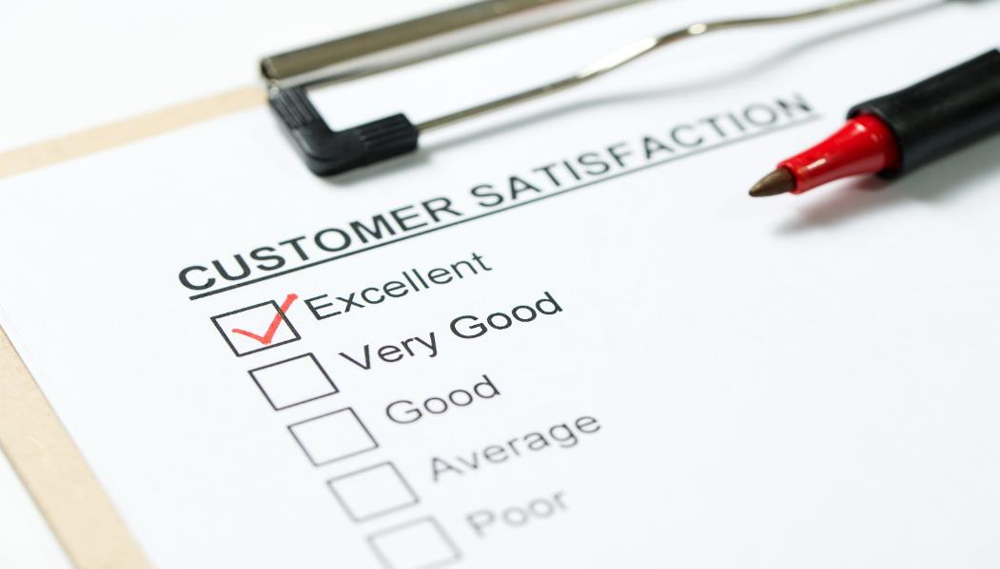 CUSTOMER SATISFACTION
Excellent
Very Good
Good
Average
Poor